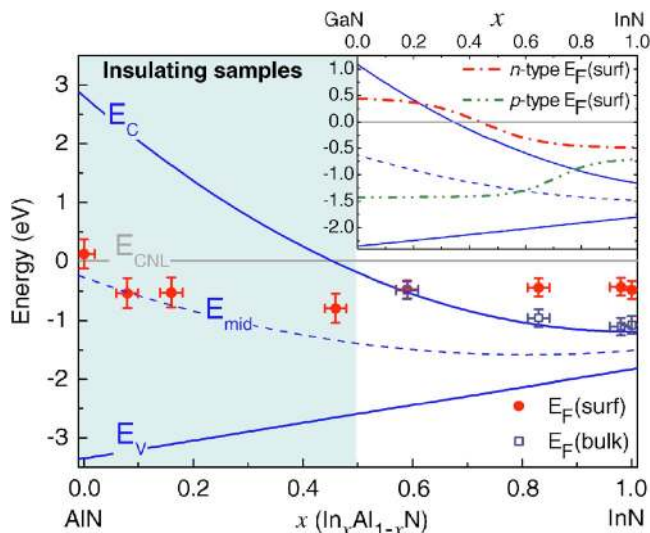 GaN x InN
0.0 0.2 0.4 0.6 0.8 1.0
Insulating samples
n-type E_F(surf)
p-type E_F(surf)
1.0
0.5
0.0
-0.5
-1.0
-1.5
-2.0
Energy (eV)
3
2
1
0
-1
-2
-3
E_C
E_CNL
E_mid
E_V
E_F(surf)
E_F(bulk)
0.0 0.2 0.4 0.6 0.8 1.0
AlN x (In_xAl_{1-x}N) InN